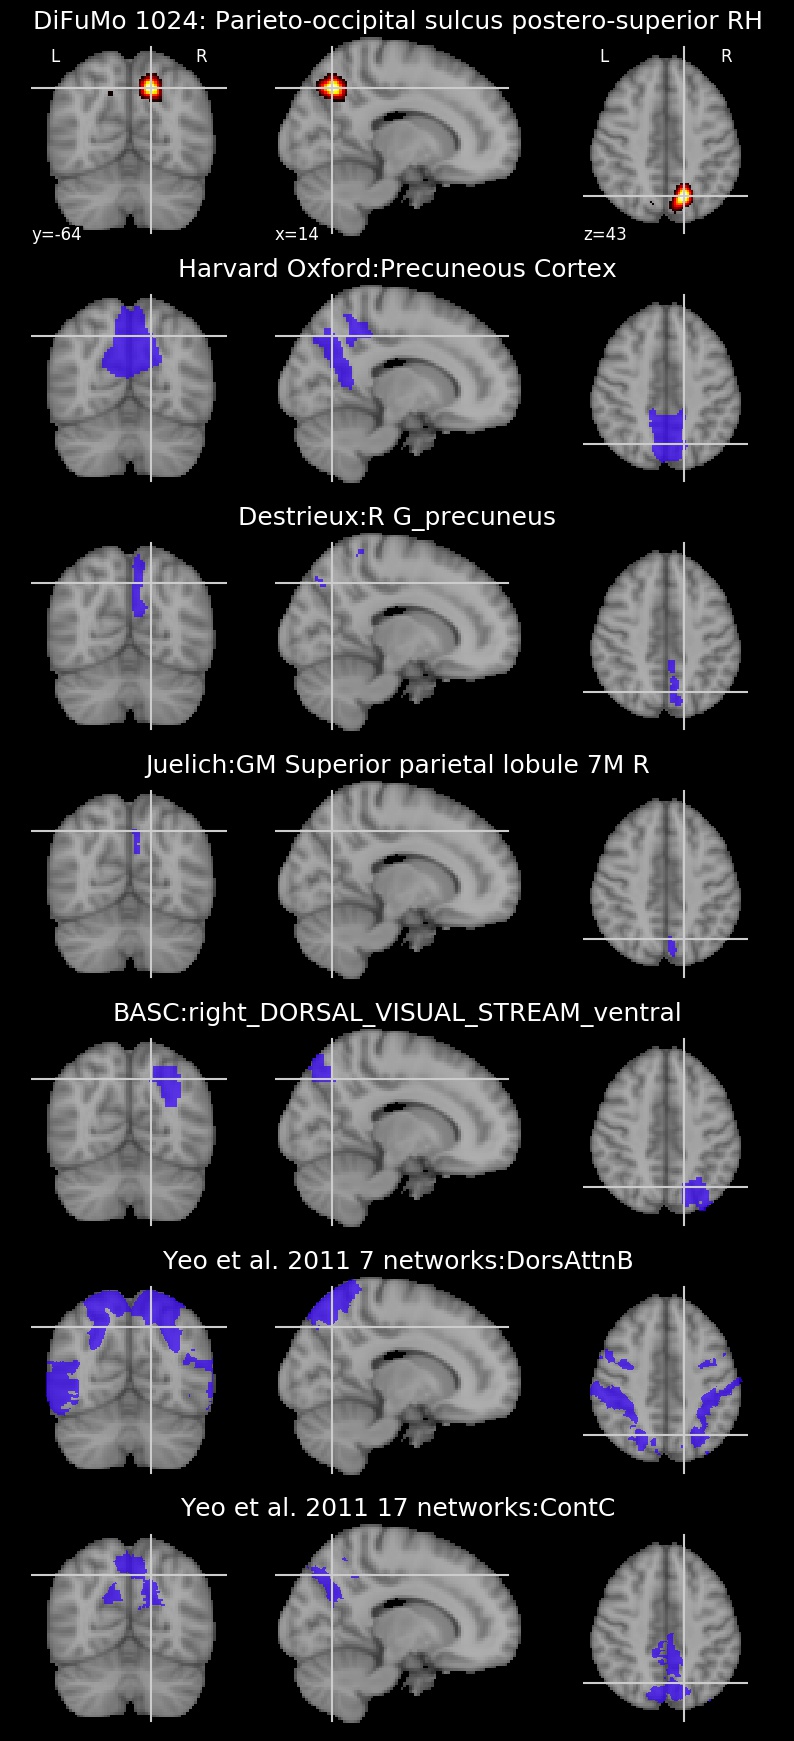 DiFuMo 1024: Parieto-occipital sulcus postero-superior RH
L R L R
y=-64 x=14 z=43
Harvard Oxford:Precuneous Cortex
Destrieux:R G_precuneus
Juelich:GM Superior parietal lobule 7M R
BASC:right_DORSAL_VISUAL_STREAM_ventral
Yeo et al. 2011 7 networks:DorsAttnB
Yeo et al. 2011 17 networks:ContC